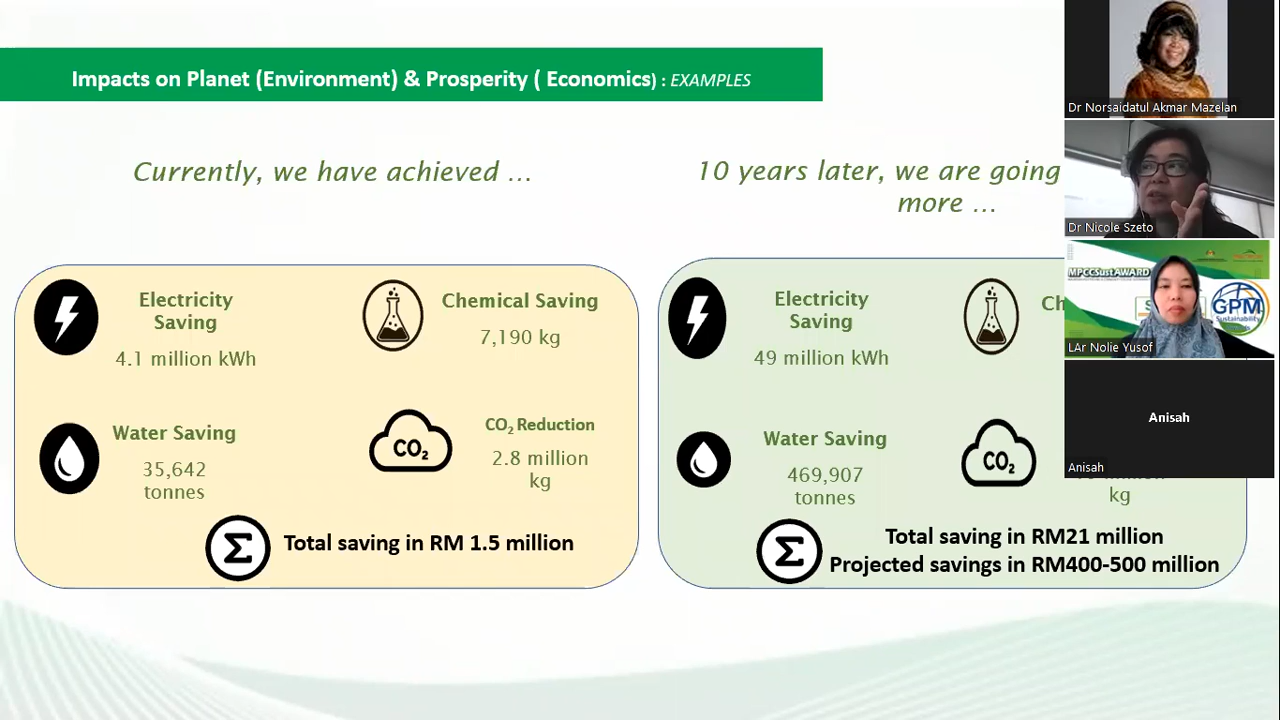 Impacts on Planet (Environment) & Prosperity ( Economics) : EXAMPLES
Currently, we have achieved ...
10 years later, we are going
more ...
Electricity
Saving
4.1 million kWh
Chemical Saving
7,190 kg
Water Saving
35,642
tonnes
CO₂
CO₂ Reduction
2.8 million
kg
Σ
Total saving in RM 1.5 million
Electricity
Saving
49 million kWh
Ch
Water Saving
469,907
tonnes
CO₂
kg
Σ
Total saving in RM21 million
Projected savings in RM400-500 million
Dr Norsaidatul Akmar Mazelan
Dr Nicole Szeto
MPCCSustAWARD
GPM
Sustainability
LAr Nolie Yusof
Anisah
Anisah